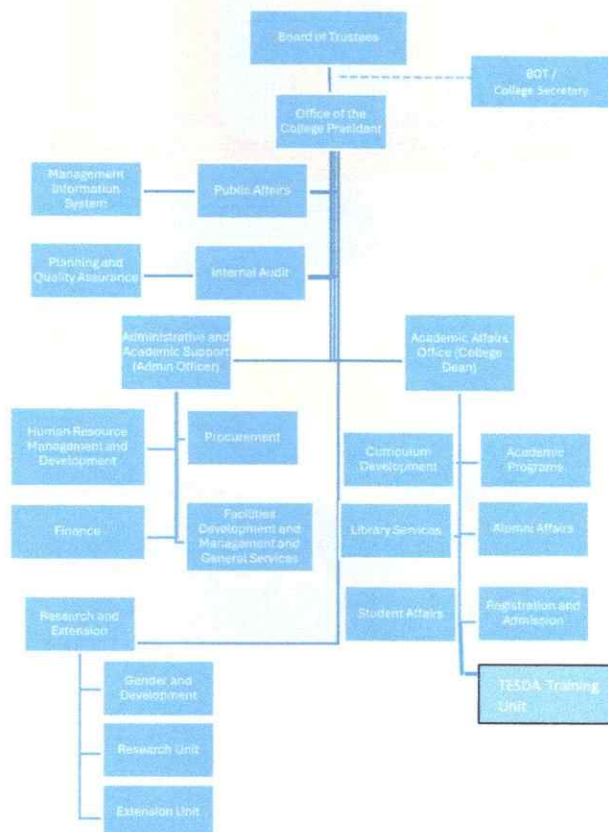 Board of Trustees
BOT /
College Secretary
Office of the
College President
Management
Information
System
Public Affairs
Planning and
Quality Assurance
Internal Audit
Administrative and
Academic Support
(Admin Officer)
Academic Affairs
Office (College
Dean)
Human Resource
Management and
Development
Procurement
Curriculum
Development
Academic
Programs
Finance
Facilities
Development and
Management and
General Services
Library Services
Alumni Affairs
Research and
Extension
Student Affairs
Registration and
Admission
Gender and
Development
TESDA Training
Unit
Research Unit
Extension Unit